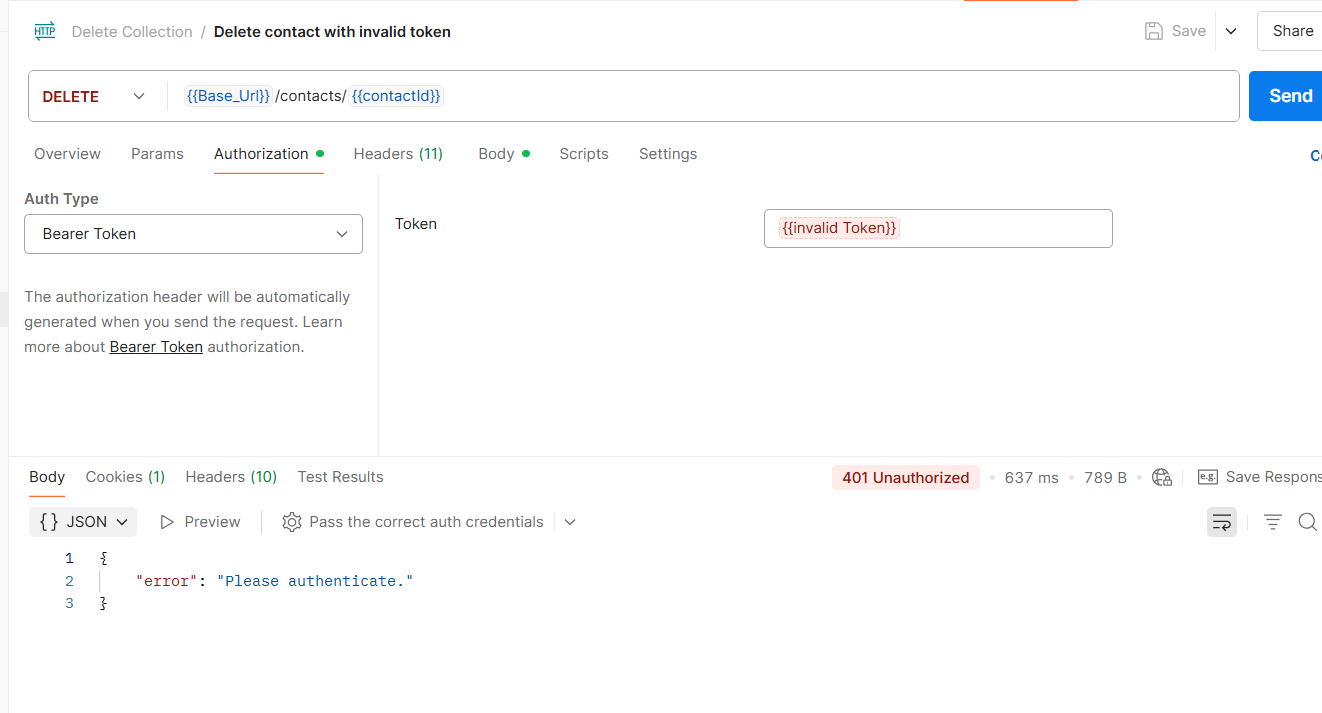 HTTP Delete Collection / Delete contact with invalid token Save Share
DELETE {{Base_Url}} /contacts/ {{contactId}} Send
Overview Params Authorization Headers (11) Body Scripts Settings
Auth Type
Bearer Token
Token {{invalid Token}}
The authorization header will be automatically
generated when you send the request. Learn
more about Bearer Token authorization.
Body Cookies (1) Headers (10) Test Results 401 Unauthorized 637 ms 789 B e.g. Save Respons
{} JSON Preview Pass the correct auth credentials
1 {
2 "error": "Please authenticate."
3 }